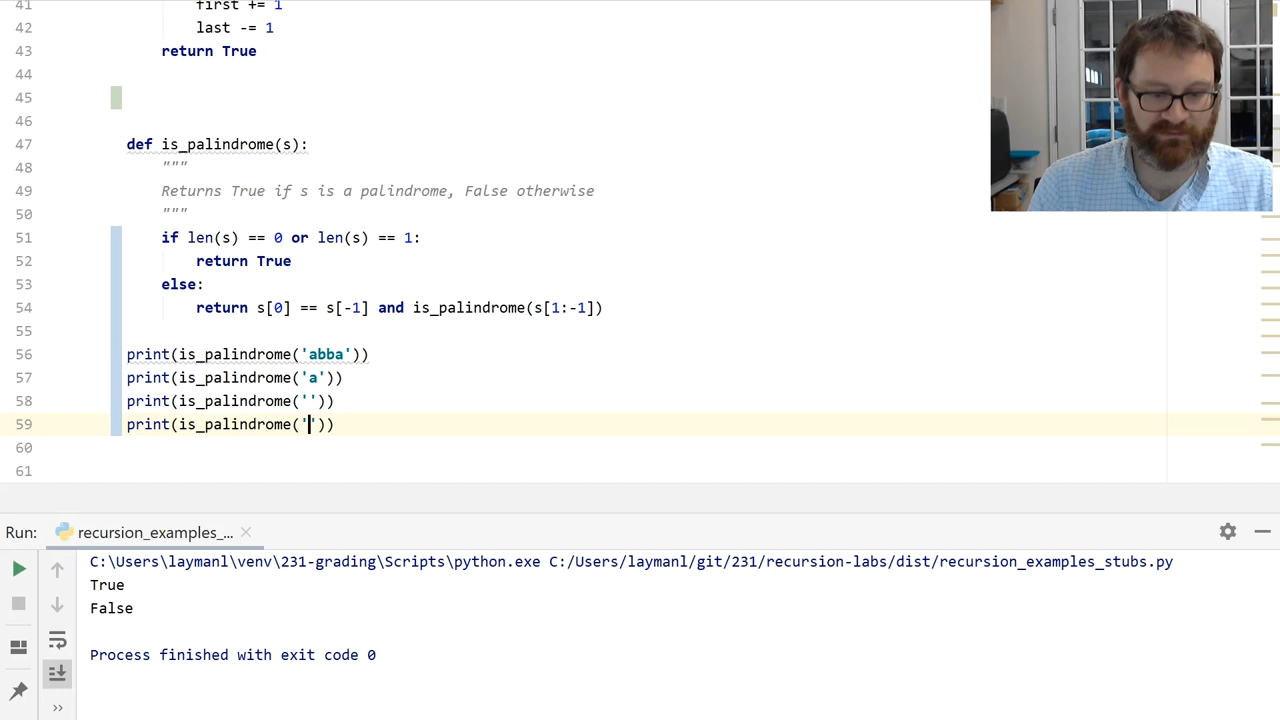 41 first += 1
42 last -= 1
43 return True
44
45
46
47 def is_palindrome(s):
48 """
49 Returns True if s is a palindrome, False otherwise
50 """
51 if len(s) == 0 or len(s) == 1:
52 return True
53 else:
54 return s[0] == s[-1] and is_palindrome(s[1:-1])
55
56 print(is_palindrome('abba'))
57 print(is_palindrome('a'))
58 print(is_palindrome(''))
59 print(is_palindrome(''))
60
61
Run: recursion_examples_...
C:\Users\laymanl\venv\231-grading\Scripts\python.exe C:/Users/laymanl/git/231/recursion-labs/dist/recursion_examples_stubs.py
True
False
Process finished with exit code 0